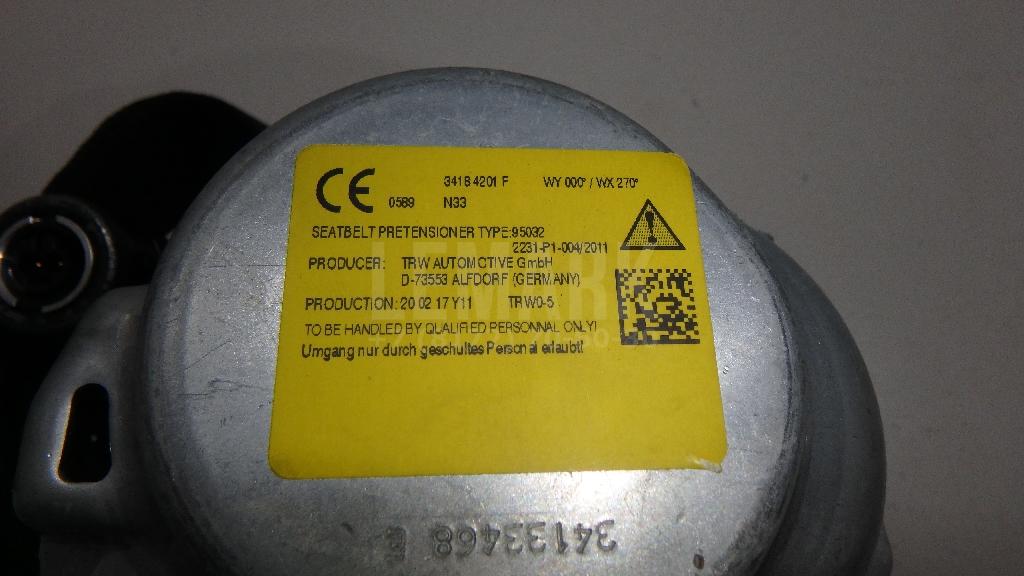 CE 3418 4201 F WY 000° / WX 270°
0589 N33
SEATBELT PRETENSIONER TYPE:95032
2231-P1-004/2011
PRODUCER: TRW AUTOMOTIVE GmbH
D-73553 ALFDORF (GERMANY)
PRODUCTION: 20 02 17 Y11 TRW0-5
TO BE HANDLED BY QUALIFIED PERSONNAL ONLY!
Umgang nur durch geschultes Personal erlaubt!
LEMARK
34133468